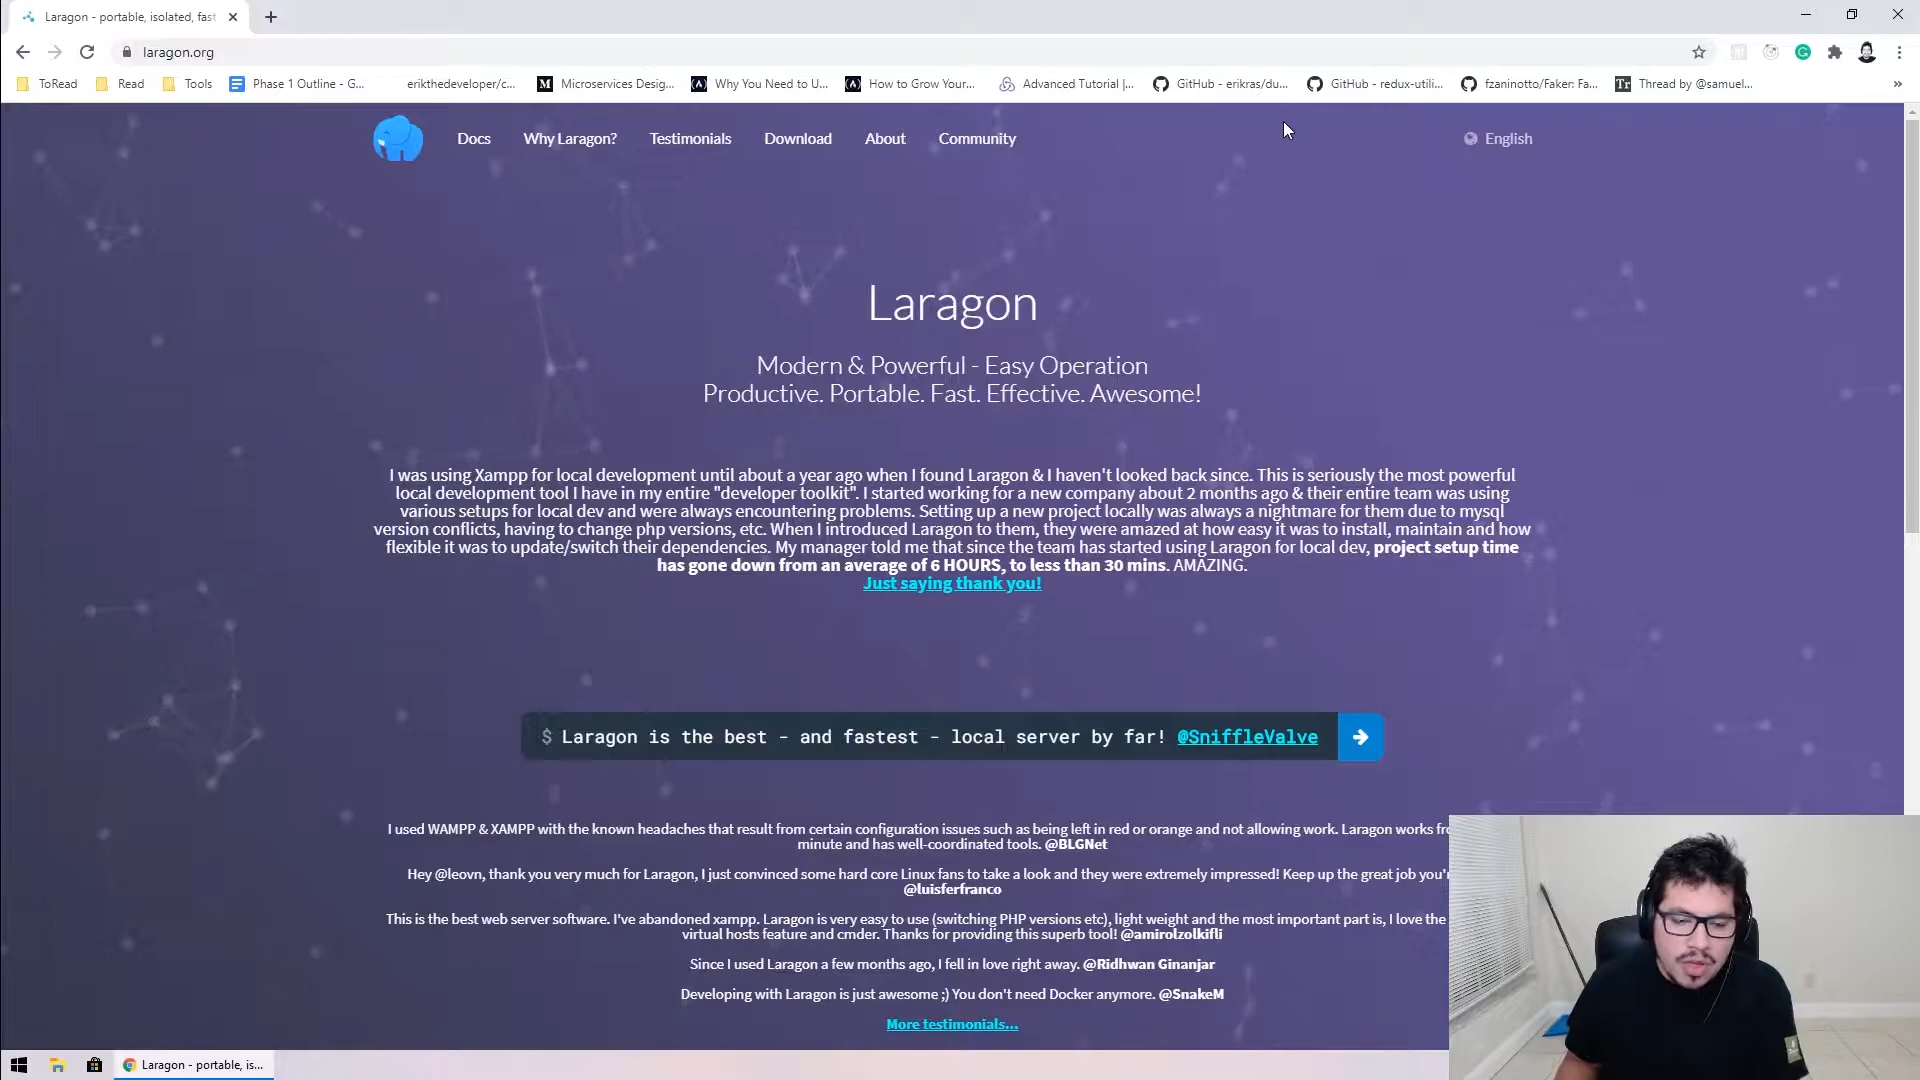 Laragon - portable, isolated, fast
laragon.org
ToRead
Read
Tools
Phase 1 Outline - G...
erikthedeveloper/c...
Microservices Desig...
Why You Need to U...
How to Grow Your...
Advanced Tutorial |...
GitHub - erikras/du...
GitHub - redux-utili...
fzaninotto/Faker: Fa...
Tr
Thread by @samuel...
»
Docs
Why Laragon?
Testimonials
Download
About
Community
English
Laragon
Modern & Powerful - Easy Operation
Productive. Portable. Fast. Effective. Awesome!
I was using Xampp for local development until about a year ago when I found Laragon & I haven't looked back since. This is seriously the most powerful
local development tool I have in my entire "developer toolkit". I started working for a new company about 2 months ago & their entire team was using
various setups for local dev and were always encountering problems. Setting up a new project locally was always a nightmare for them due to mysql
version conflicts, having to change php versions, etc. When I introduced Laragon to them, they were amazed at how easy it was to install, maintain and how
flexible it was to update/switch their dependencies. My manager told me that since the team has started using Laragon for local dev, project setup time
has gone down from an average of 6 HOURS, to less than 30 mins. AMAZING.
Just saying thank you!
$ Laragon is the best - and fastest - local server by far! @SniffleValve
I used WAMPP & XAMPP with the known headaches that result from certain configuration issues such as being left in red or orange and not allowing work. Laragon works
minute and has well-coordinated tools. @BLGNet
Hey @leovn, thank you very much for Laragon, I just convinced some hard core Linux fans to take a look and they were extremely impressed! Keep up the great job
@luisferfranco
This is the best web server software. I've abandoned xampp. Laragon is very easy to use (switching PHP versions etc), light weight and the most important part is, I love the
virtual hosts feature and cmder. Thanks for providing this superb tool! @amirolzolkifli
Since I used Laragon a few months ago, I fell in love right away. @Ridhwan Ginanjar
Developing with Laragon is just awesome ;) You don't need Docker anymore. @SnakeM
More testimonials...
Laragon - portable, is...